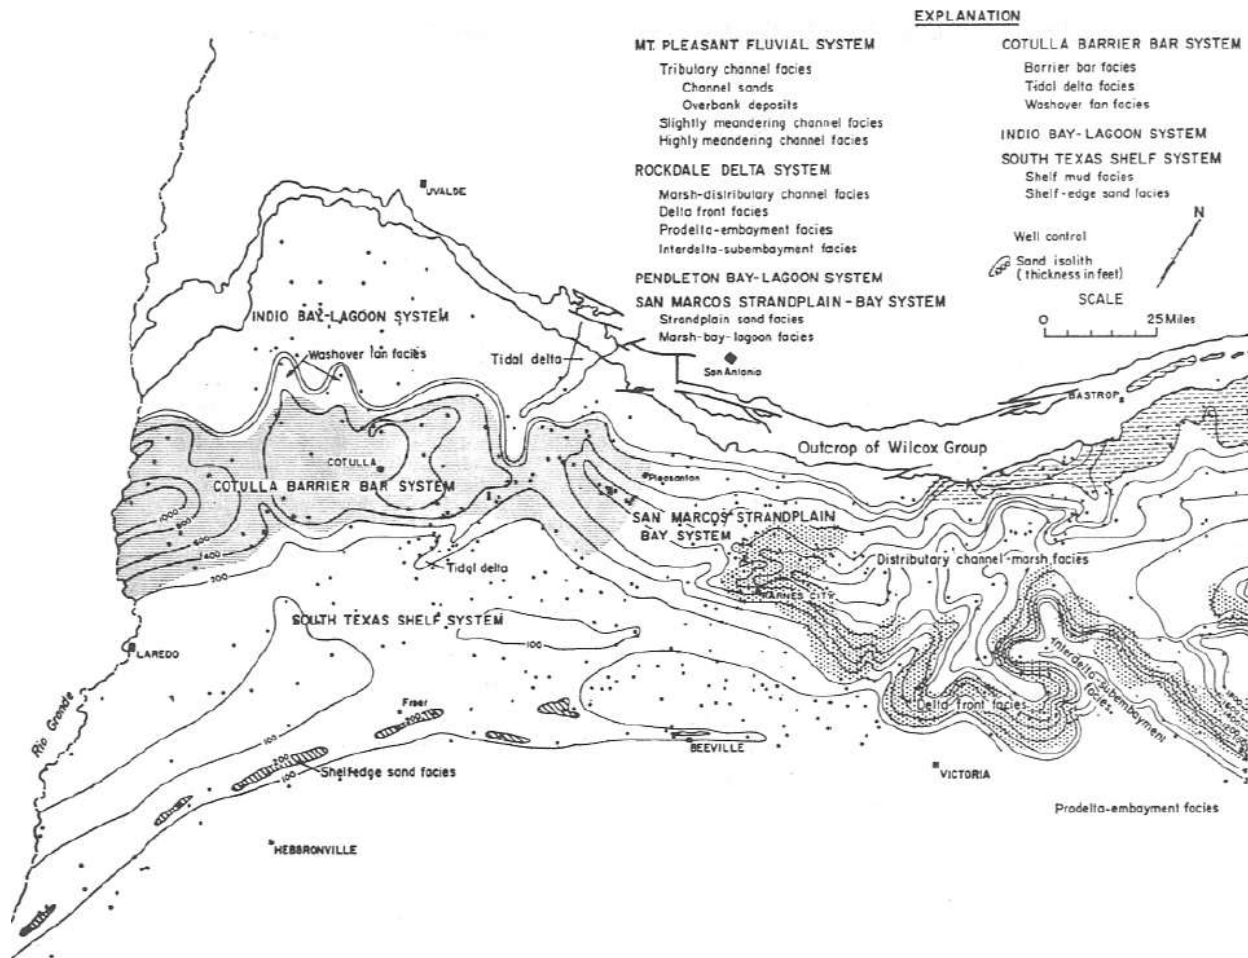 EXPLANATION
MT. PLEASANT FLUVIAL SYSTEM
Tributary channel facies
Channel sands
Overbank deposits
Slightly meandering channel facies
Highly meandering channel facies
ROCKDALE DELTA SYSTEM
Marsh-distributary channel facies
Delta front facies
Prodelta-embayment facies
Interdelta-subembayment facies
PENDLETON BAY-LAGOON SYSTEM
SAN MARCOS STRANDPLAIN-BAY SYSTEM
Strandplain sand facies
Marsh-bay-lagoon facies
COTULLA BARRIER BAR SYSTEM
Barrier bar facies
Tidal delta facies
Washover fan facies
INDIO BAY-LAGOON SYSTEM
SOUTH TEXAS SHELF SYSTEM
Shelf mud facies
Shelf-edge sand facies
N
Well control
Sand isolith
(thickness in feet)
SCALE
0 25 Miles
UVALDE
INDIO BAY-LAGOON SYSTEM
Washover fan facies
Tidal delta
San Antonio
BASTROP
Outcrop of Wilcox Group
COTULLA
COTULLA BARRIER BAR SYSTEM
Pleasanton
SAN MARCOS STRANDPLAIN
BAY SYSTEM
1000
800
600
400
200
Distributary channel-marsh facies
Tidal delta
KARNES CITY
SOUTH TEXAS SHELF SYSTEM
100
LAREDO
Interdelta-subembayment
facies
Rio Grande
Freer
200
Delta front facies
100
BEEVILLE
200
100
Shelf-edge sand facies
VICTORIA
Prodelta-embayment facies
HEBBRONVILLE